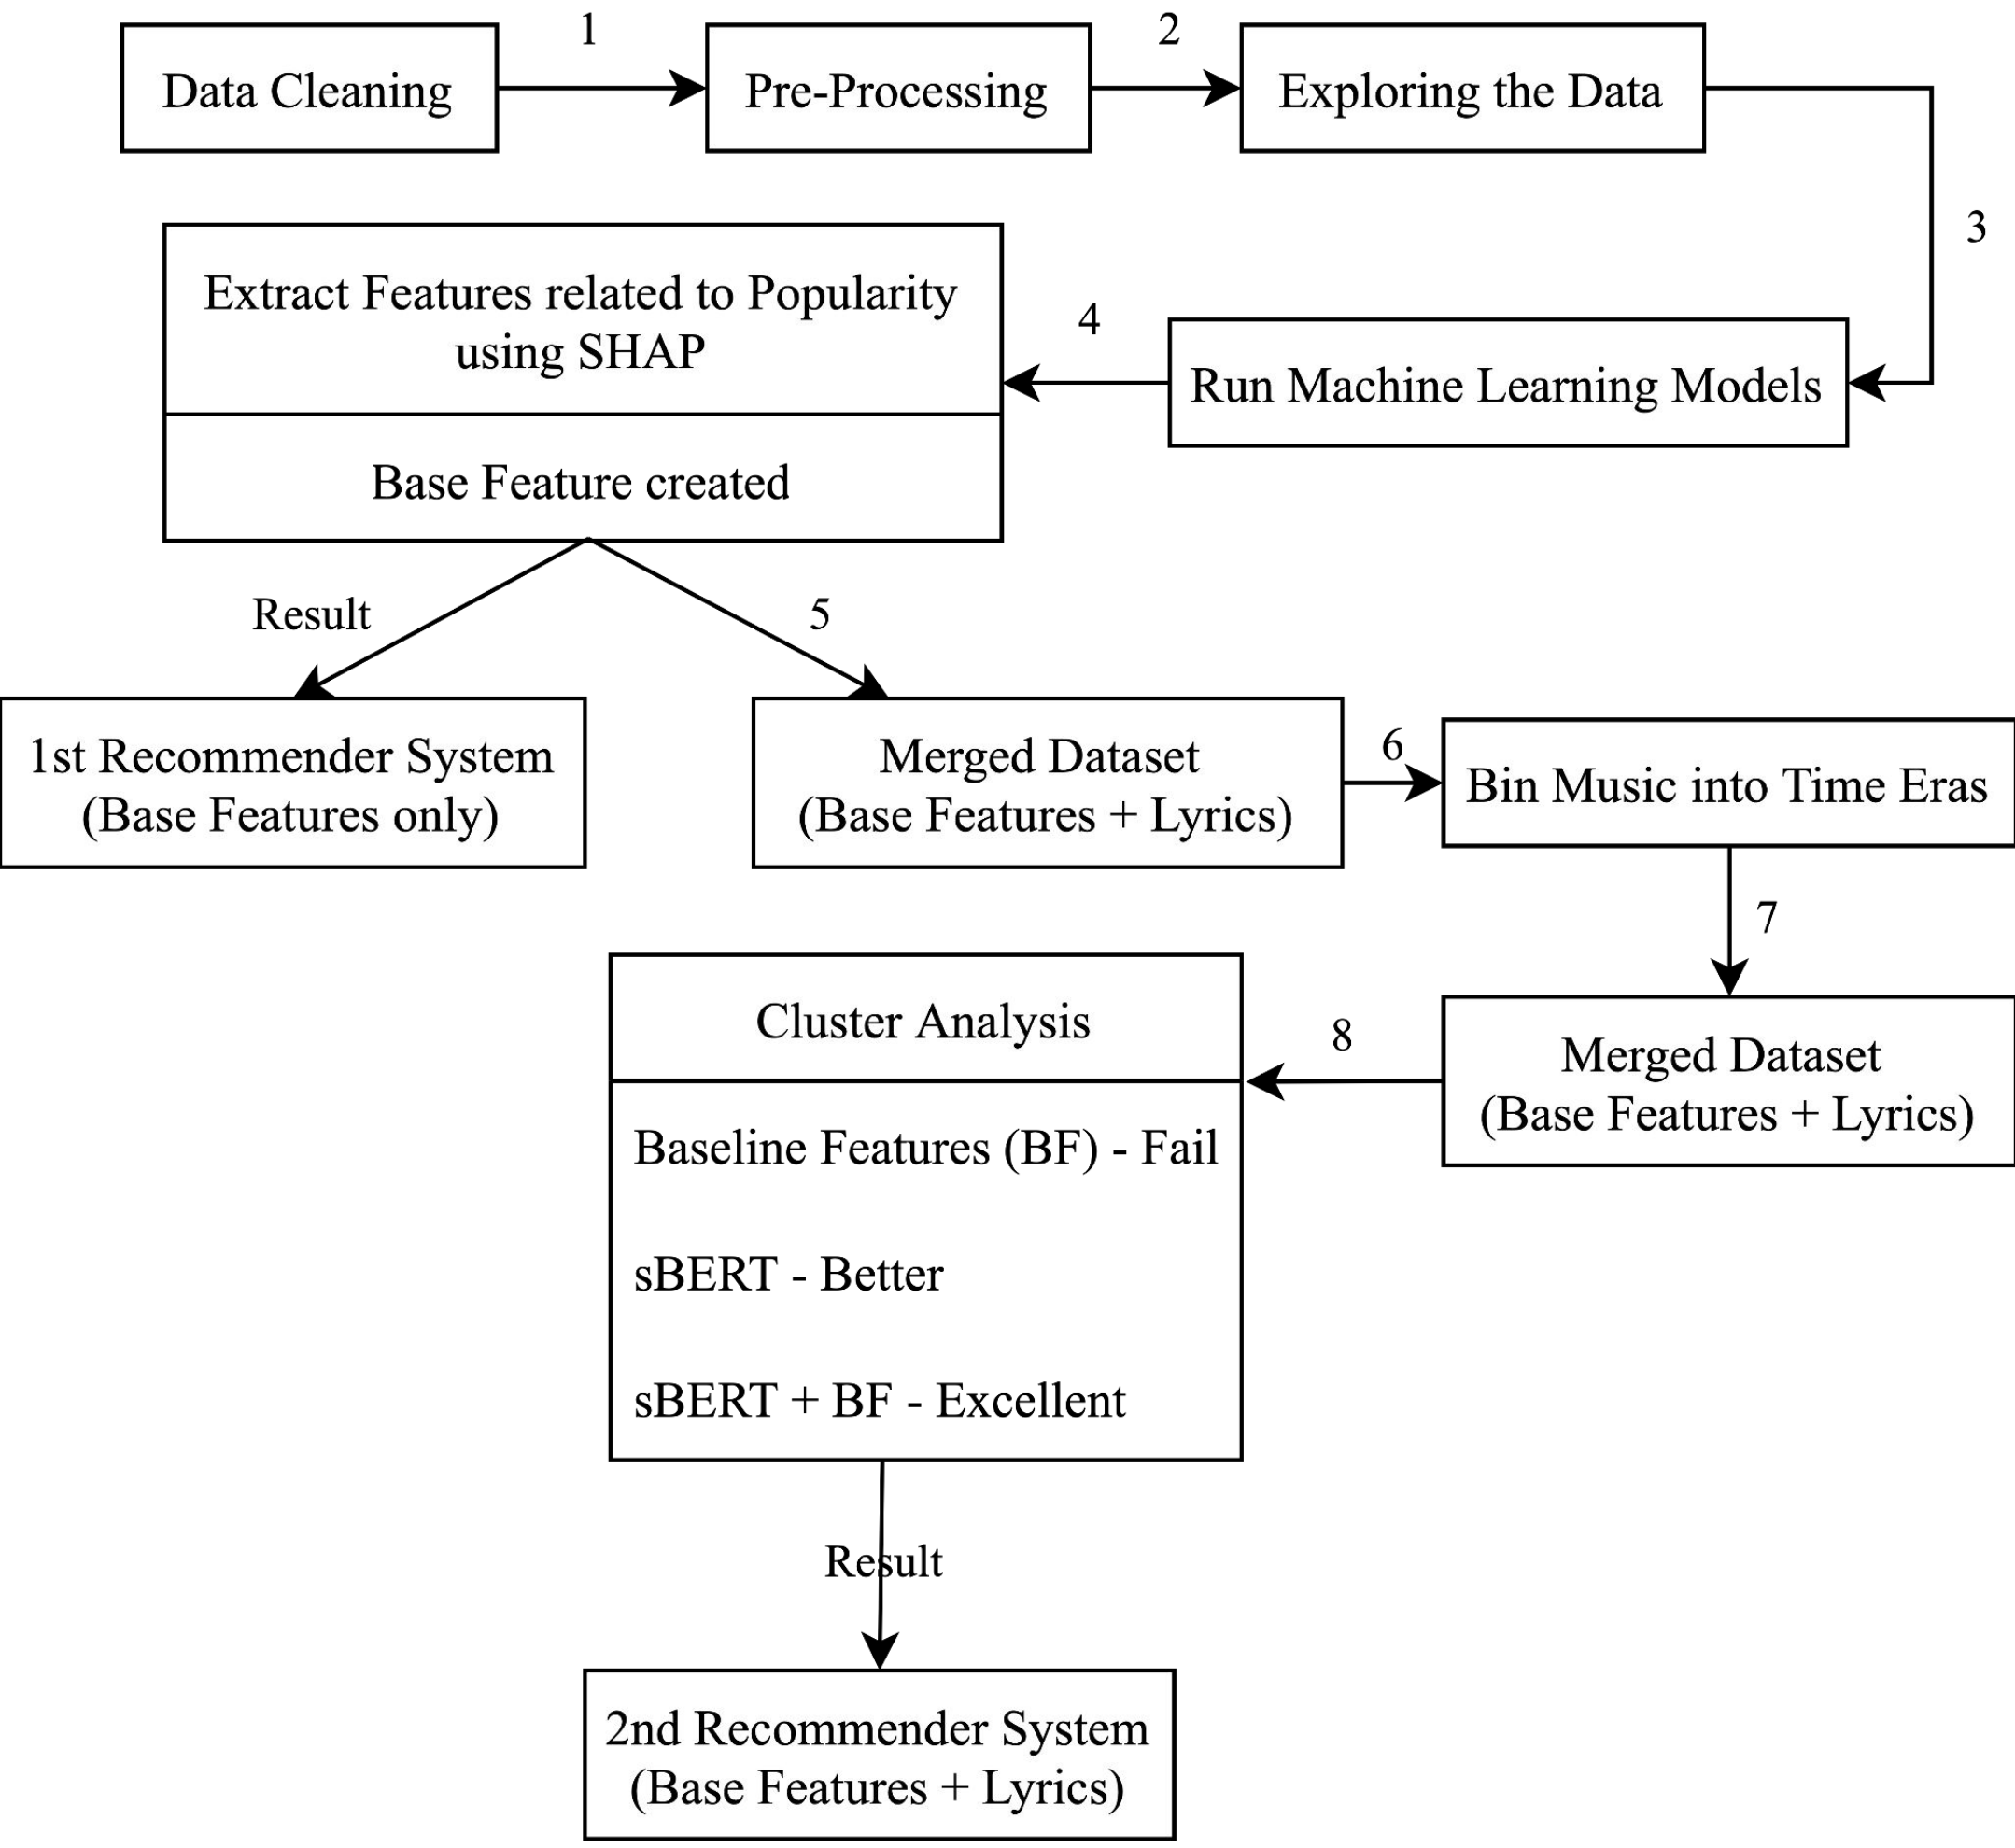 1
2
Data Cleaning
Pre-Processing
Exploring the Data
3
Extract Features related to Popularity
using SHAP
4
Run Machine Learning Models
Base Feature created
Result
5
1st Recommender System
(Base Features only)
Merged Dataset
(Base Features + Lyrics)
6
Bin Music into Time Eras
7
Cluster Analysis
8
Merged Dataset
(Base Features + Lyrics)
Baseline Features (BF) - Fail
sBERT - Better
sBERT + BF - Excellent
Result
2nd Recommender System
(Base Features + Lyrics)